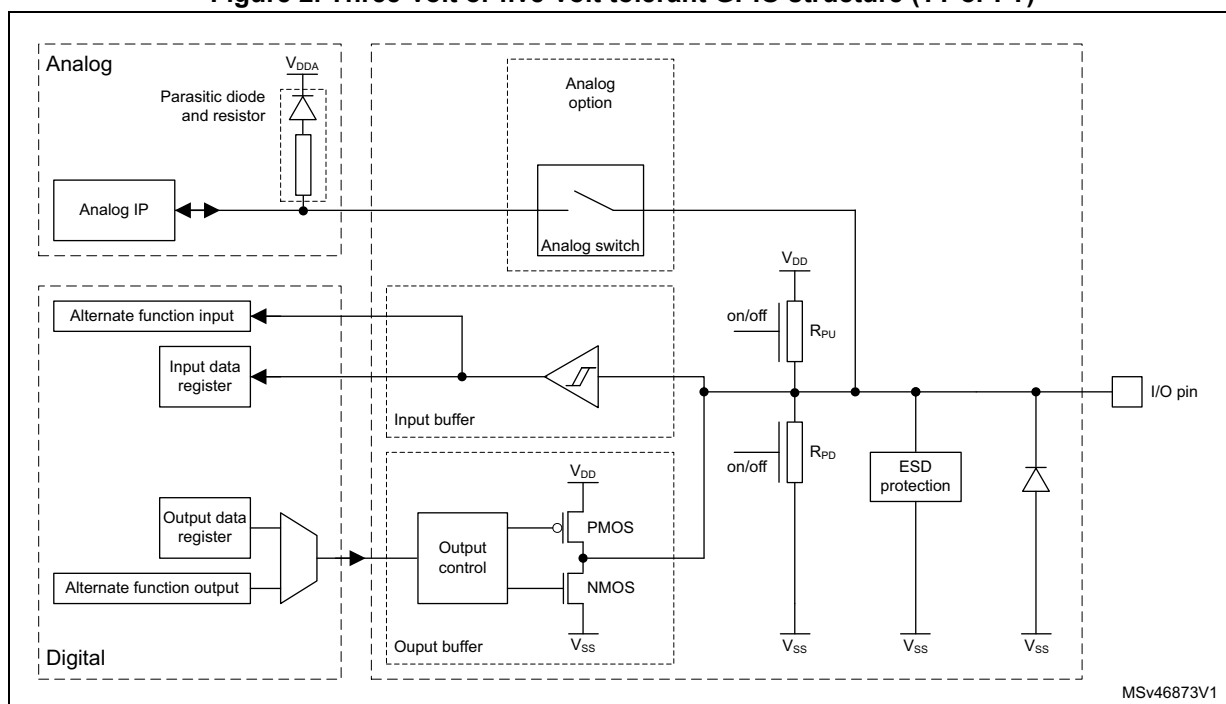 Analog
VDDA
Parasitic diode
and resistor
Analog IP
Analog
option
Analog switch
VDD
on/off
RPU
I/O pin
Alternate function input
Input data
register
Input buffer
on/off
RPD
ESD
protection
VDD
Output data
register
Alternate function output
Output
control
PMOS
NMOS
VSS
VSS
VSS
VSS
Ouput buffer
Digital
MSv46873V1